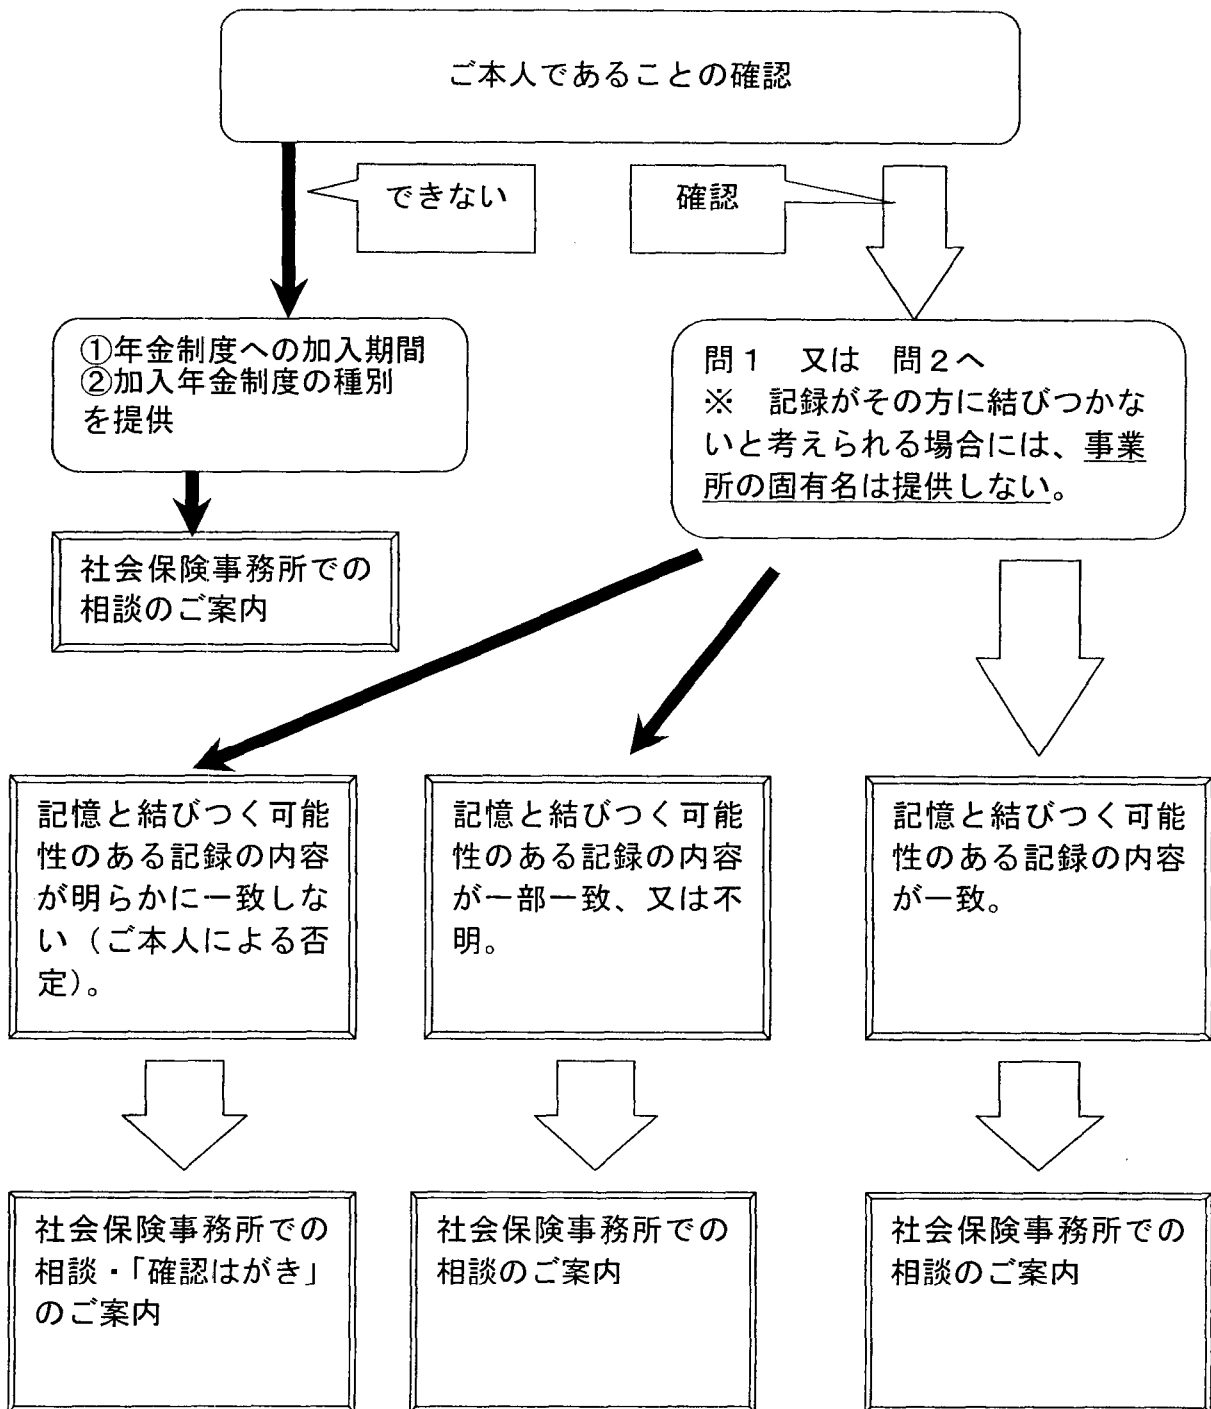 ご本人であることの確認
できない
確認
①年金制度への加入期間
②加入年金制度の種別
を提供
問1 又は 問2へ
※ 記録がその方に結びつかな
いと考えられる場合には、事業
所の固有名は提供しない。
社会保険事務所での
相談のご案内
記憶と結びつく可能
性のある記録の内容
が明らかに一致しな
い（ご本人による否
定）。
記憶と結びつく可能
性のある記録の内容
が一部一致、又は不
明。
記憶と結びつく可能
性のある記録の内容
が一致。
社会保険事務所での
相談・「確認はがき」
のご案内
社会保険事務所での
相談のご案内
社会保険事務所での
相談のご案内